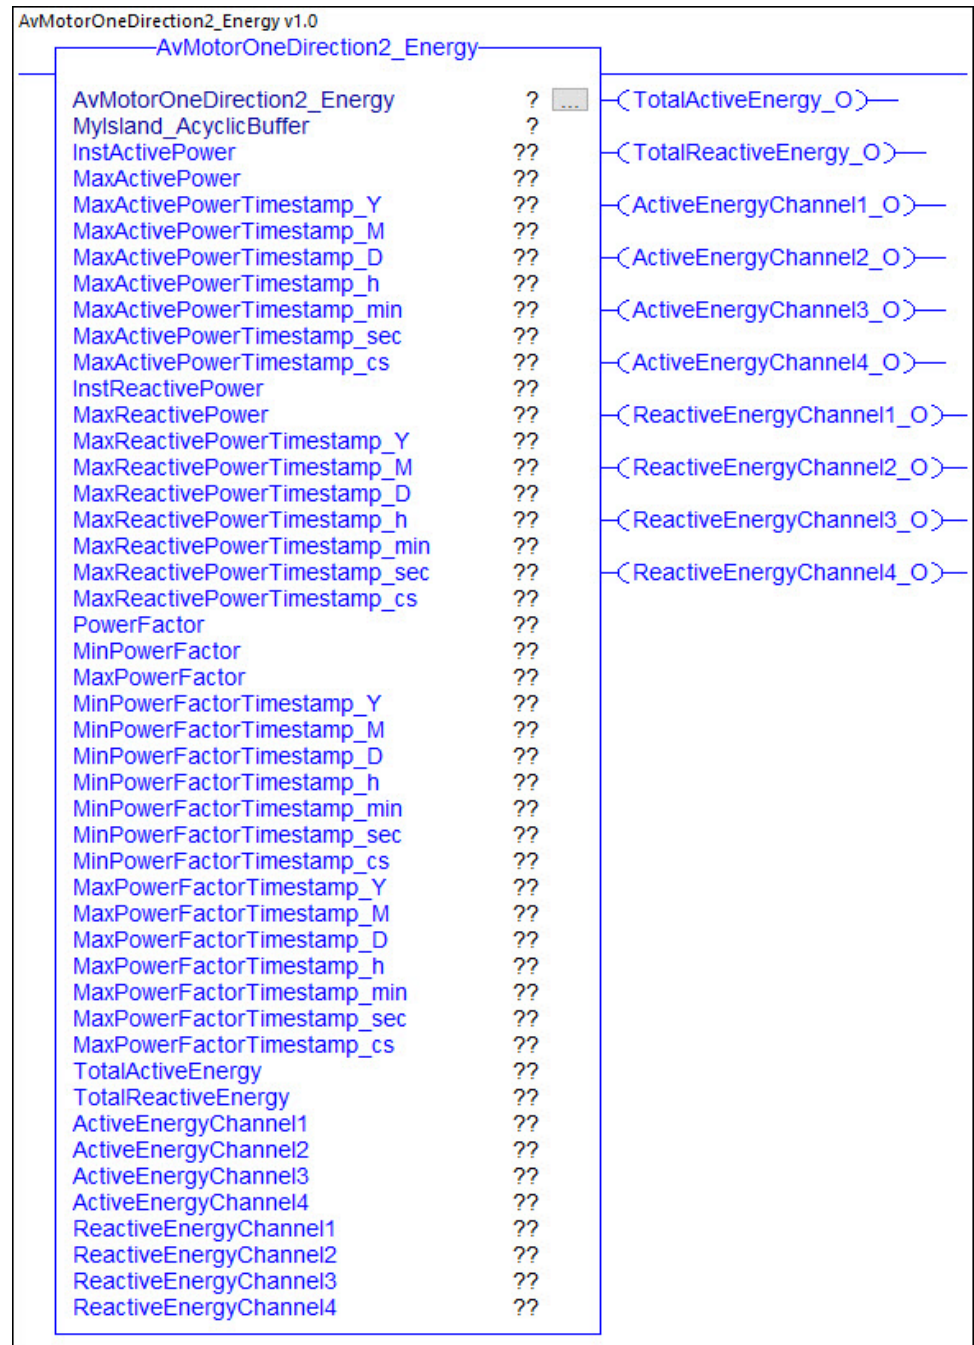 AvMotorOneDirection2_Energy v1.0
AvMotorOneDirection2_Energy
AvMotorOneDirection2_Energy ? ... TotalActiveEnergy_O
MyIsland_AcyclicBuffer ?
InstActivePower ?? TotalReactiveEnergy_O
MaxActivePower ??
MaxActivePowerTimestamp_Y ?? ActiveEnergyChannel1_O
MaxActivePowerTimestamp_M ??
MaxActivePowerTimestamp_D ?? ActiveEnergyChannel2_O
MaxActivePowerTimestamp_h ??
MaxActivePowerTimestamp_min ?? ActiveEnergyChannel3_O
MaxActivePowerTimestamp_sec ??
MaxActivePowerTimestamp_cs ?? ActiveEnergyChannel4_O
InstReactivePower ??
MaxReactivePower ?? ReactiveEnergyChannel1_O
MaxReactivePowerTimestamp_Y ??
MaxReactivePowerTimestamp_M ?? ReactiveEnergyChannel2_O
MaxReactivePowerTimestamp_D ??
MaxReactivePowerTimestamp_h ?? ReactiveEnergyChannel3_O
MaxReactivePowerTimestamp_min ??
MaxReactivePowerTimestamp_sec ?? ReactiveEnergyChannel4_O
MaxReactivePowerTimestamp_cs ??
PowerFactor ??
MinPowerFactor ??
MaxPowerFactor ??
MinPowerFactorTimestamp_Y ??
MinPowerFactorTimestamp_M ??
MinPowerFactorTimestamp_D ??
MinPowerFactorTimestamp_h ??
MinPowerFactorTimestamp_min ??
MinPowerFactorTimestamp_sec ??
MinPowerFactorTimestamp_cs ??
MaxPowerFactorTimestamp_Y ??
MaxPowerFactorTimestamp_M ??
MaxPowerFactorTimestamp_D ??
MaxPowerFactorTimestamp_h ??
MaxPowerFactorTimestamp_min ??
MaxPowerFactorTimestamp_sec ??
MaxPowerFactorTimestamp_cs ??
TotalActiveEnergy ??
TotalReactiveEnergy ??
ActiveEnergyChannel1 ??
ActiveEnergyChannel2 ??
ActiveEnergyChannel3 ??
ActiveEnergyChannel4 ??
ReactiveEnergyChannel1 ??
ReactiveEnergyChannel2 ??
ReactiveEnergyChannel3 ??
ReactiveEnergyChannel4 ??